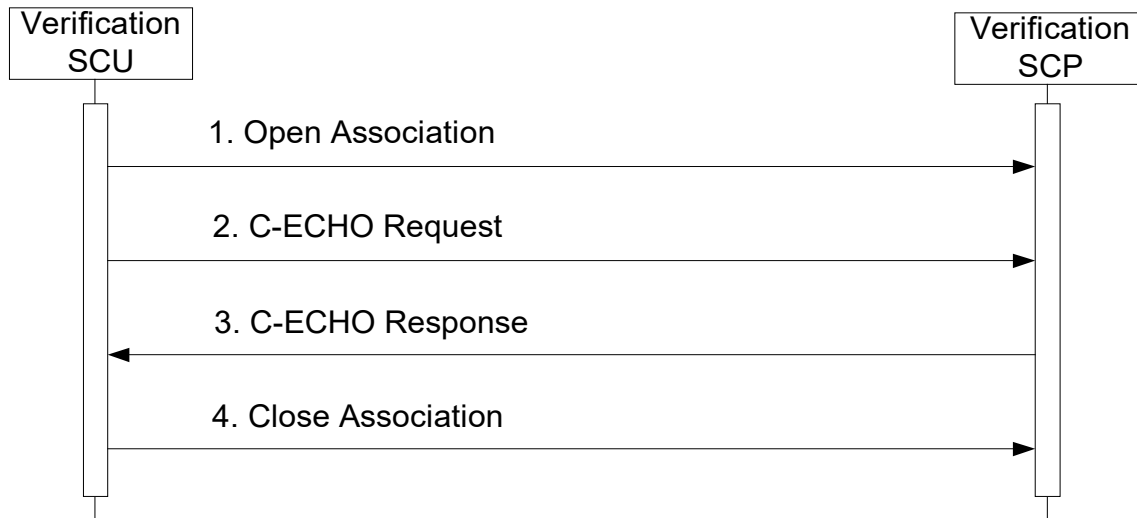 Verification
SCU
Verification
SCP
1. Open Association
2. C-ECHO Request
3. C-ECHO Response
4. Close Association